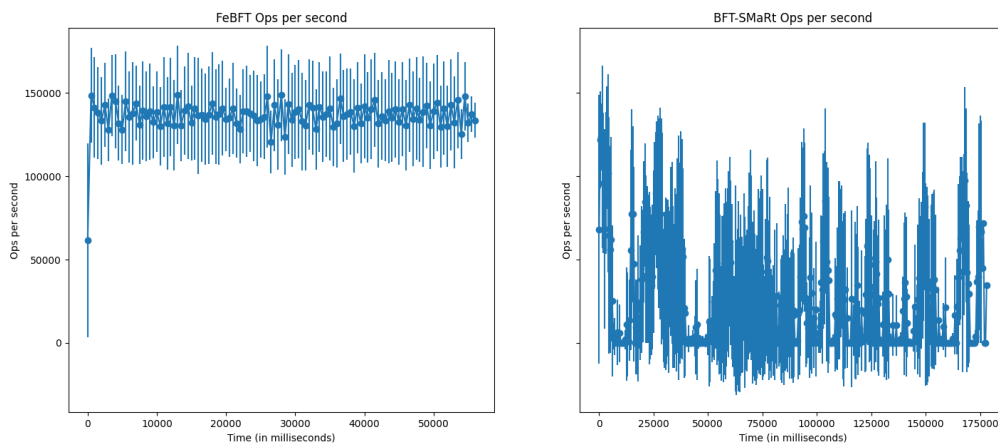 FeBFT Ops per second
Ops per second
150000
100000
50000
0
0 10000 20000 30000 40000 50000
Time (in milliseconds)
BFT-SMaRt Ops per second
Ops per second
0 25000 50000 75000 100000 125000 150000 175000
Time (in milliseconds)